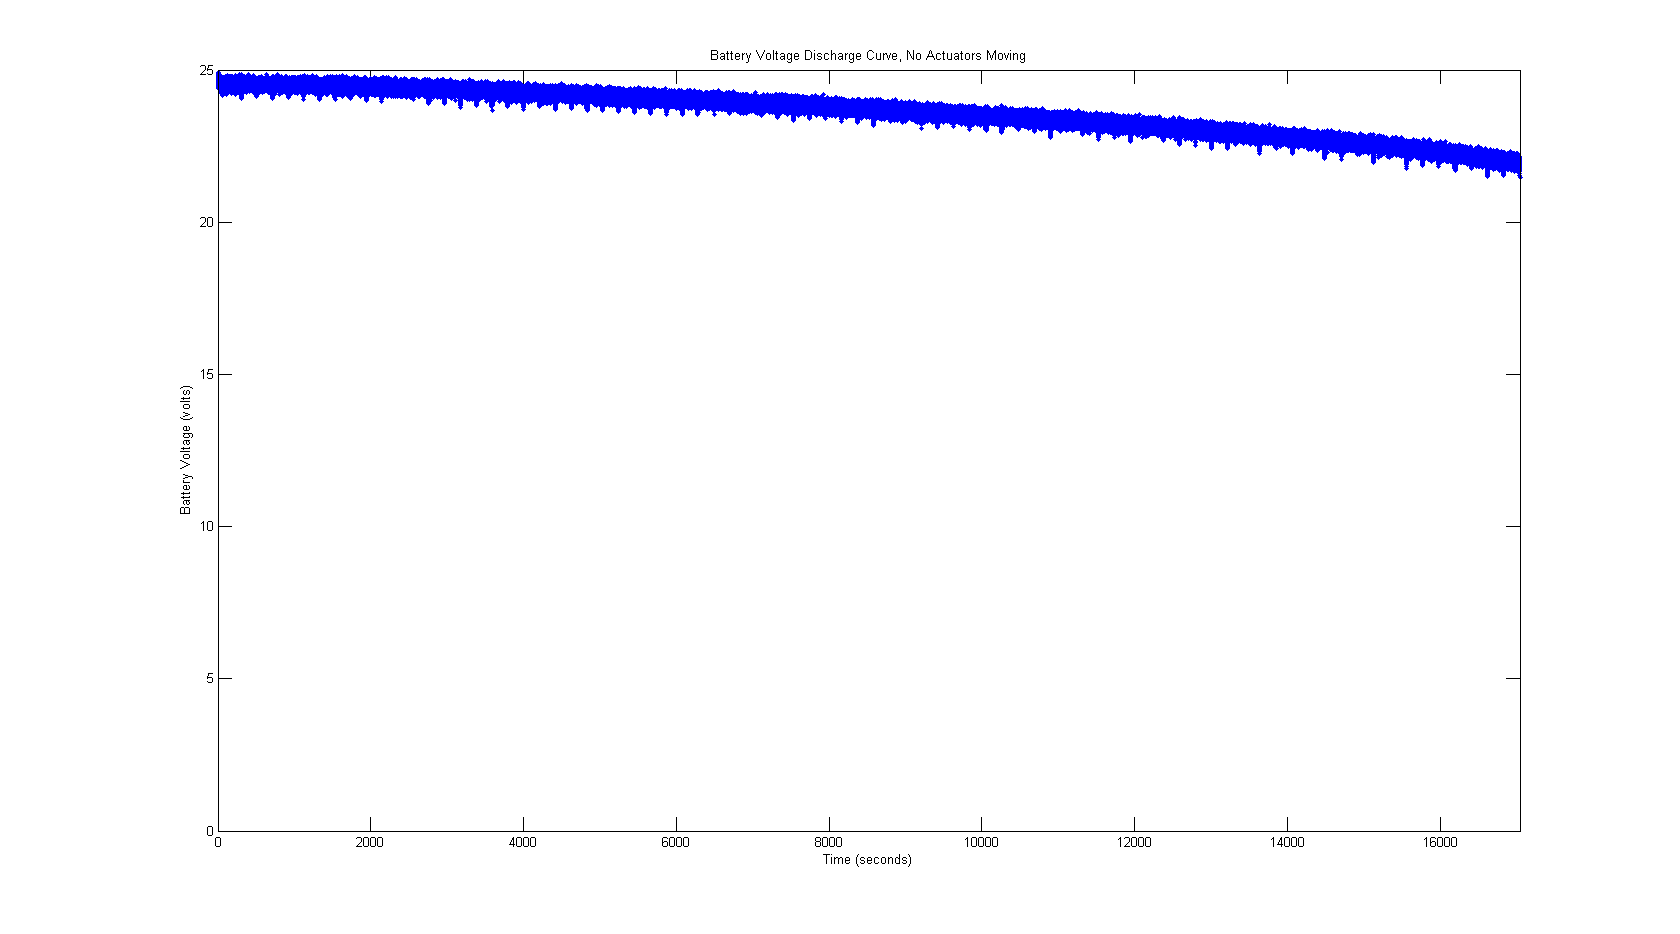 Battery Voltage Discharge Curve, No Actuators Moving
25
20
15
10
5
0
Battery Voltage (volts)
0 2000 4000 6000 8000 10000 12000 14000 16000
Time (seconds)